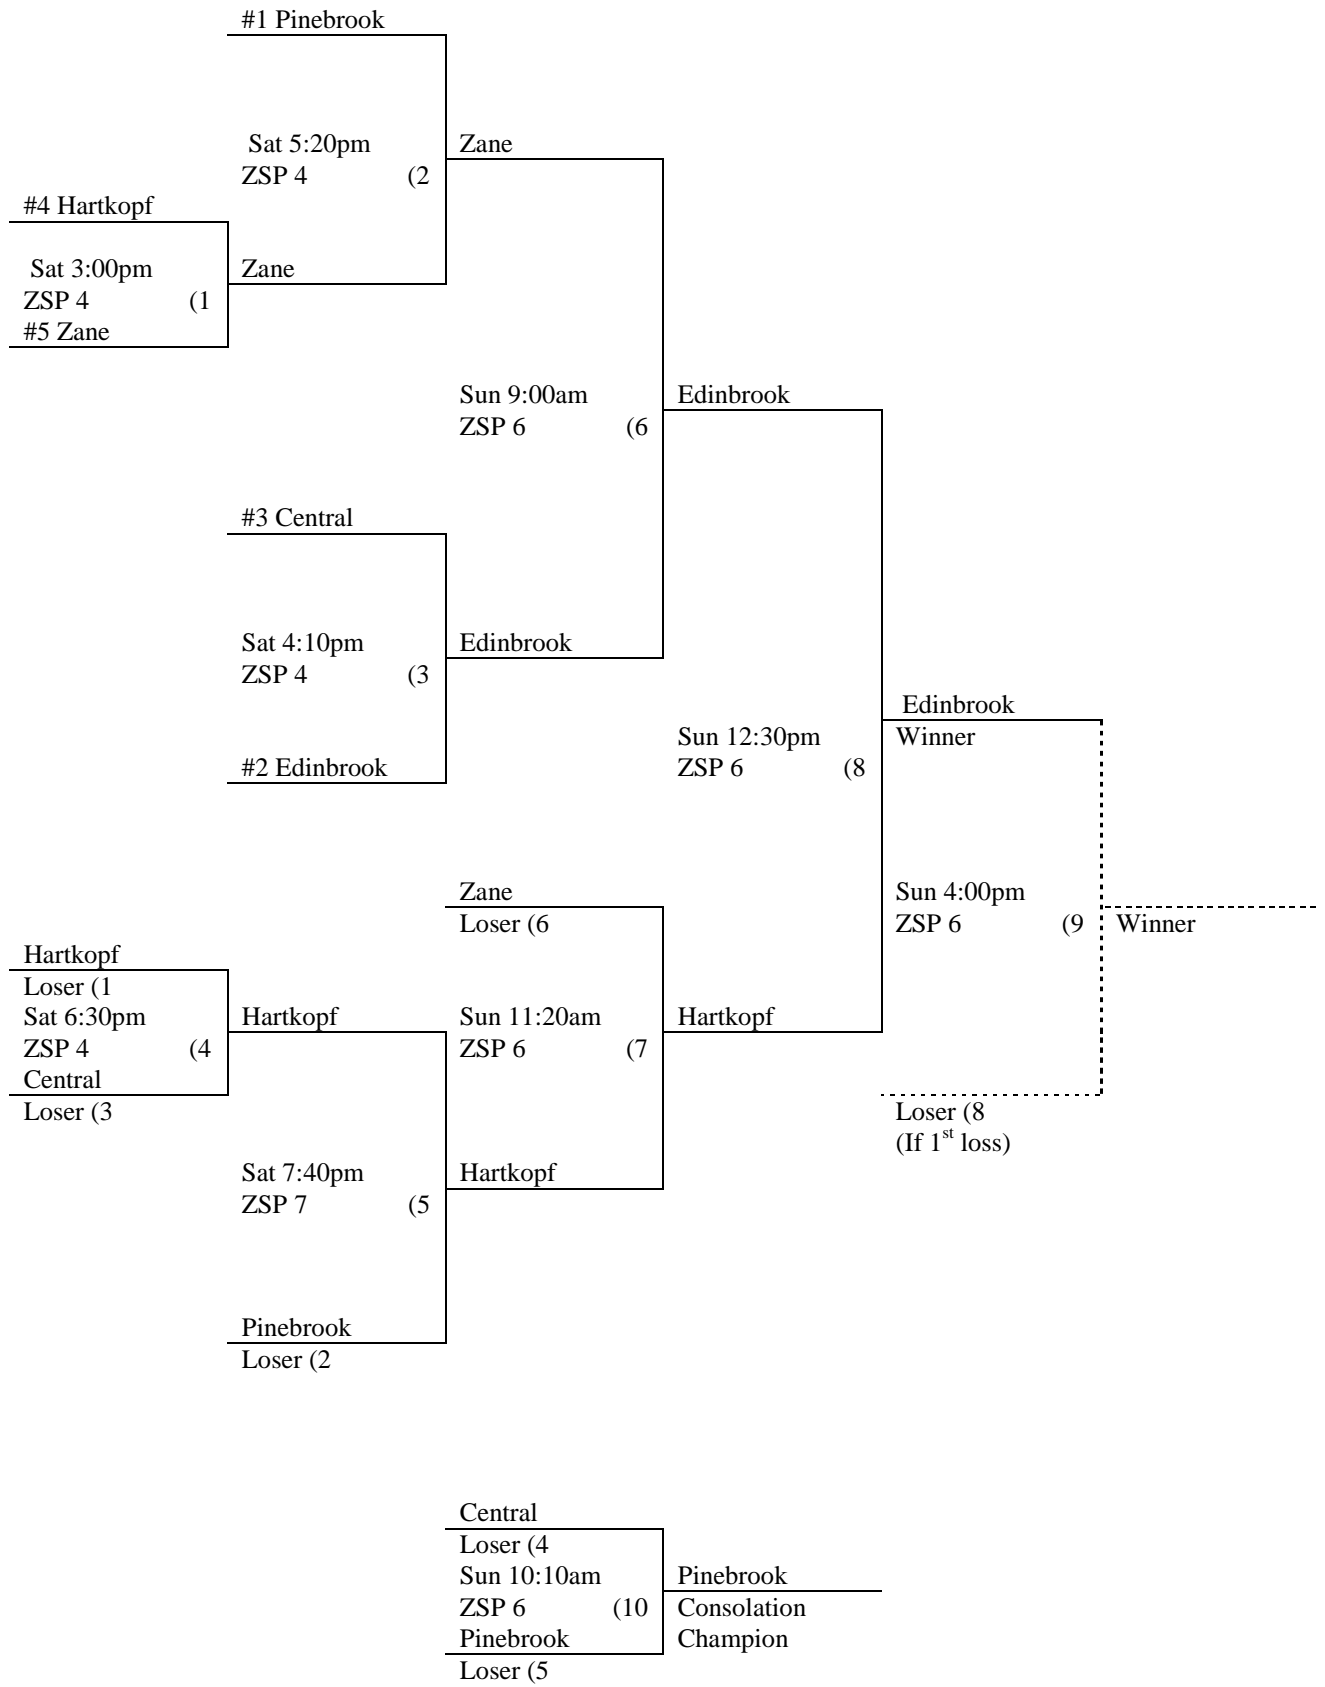 #1 Pinebrook
Sat 5:20pm
Zane
ZSP 4 (2
#4 Hartkopf
Sat 3:00pm
Zane
ZSP 4 (1
#5 Zane
Sun 9:00am
Edinbrook
ZSP 6 (6
#3 Central
Sat 4:10pm
Edinbrook
ZSP 4 (3
Edinbrook
Sun 12:30pm
Winner
#2 Edinbrook
ZSP 6 (8
Zane
Sun 4:00pm
Loser (6
ZSP 6 (9
Winner
Hartkopf
Loser (1
Sat 6:30pm
Hartkopf
Sun 11:20am
Hartkopf
ZSP 4 (4
ZSP 6 (7
Central
Loser (3
Loser (8
(If 1st loss)
Sat 7:40pm
Hartkopf
ZSP 7 (5
Pinebrook
Loser (2
Central
Loser (4
Sun 10:10am
Pinebrook
ZSP 6 (10
Consolation
Pinebrook
Champion
Loser (5